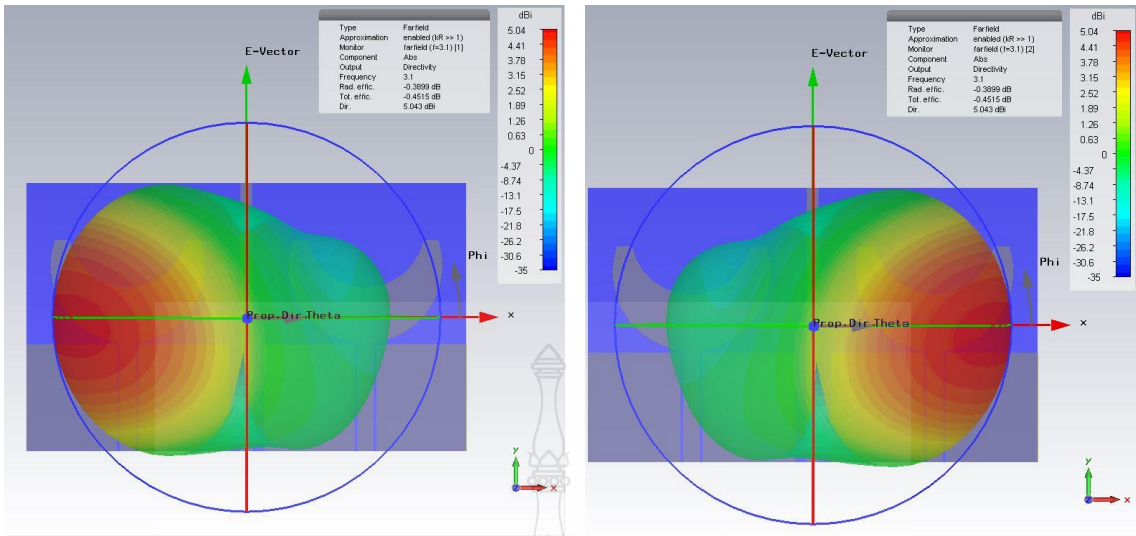 Type Farfield
Approximation enabled (kR >> 1)
Monitor farfield (f=3.1) [1]
Component Abs
Output Directivity
Frequency 3.1
Rad. effic. -0.3899 dB
Tot. effic. -0.4515 dB
Dir. 5.043 dBi
dBi
5.04
4.41
3.78
3.15
2.52
1.89
1.26
0.63
0
-4.37
-8.74
-13.1
-17.5
-21.9
-26.2
-30.6
-35
E-Vector
Phi
Prop.Dir.Theta
x
y
x
Type Farfield
Approximation enabled (kR >> 1)
Monitor farfield (f=3.1) [2]
Component Abs
Output Directivity
Frequency 3.1
Rad. effic. -0.3899 dB
Tot. effic. -0.4515 dB
Dir. 5.043 dBi
dBi
5.04
4.41
3.78
3.15
2.52
1.89
1.26
0.63
0
-4.37
-8.74
-13.1
-17.5
-21.9
-26.2
-30.6
-35
E-Vector
Phi
Prop.Dir.Theta
x
y
x